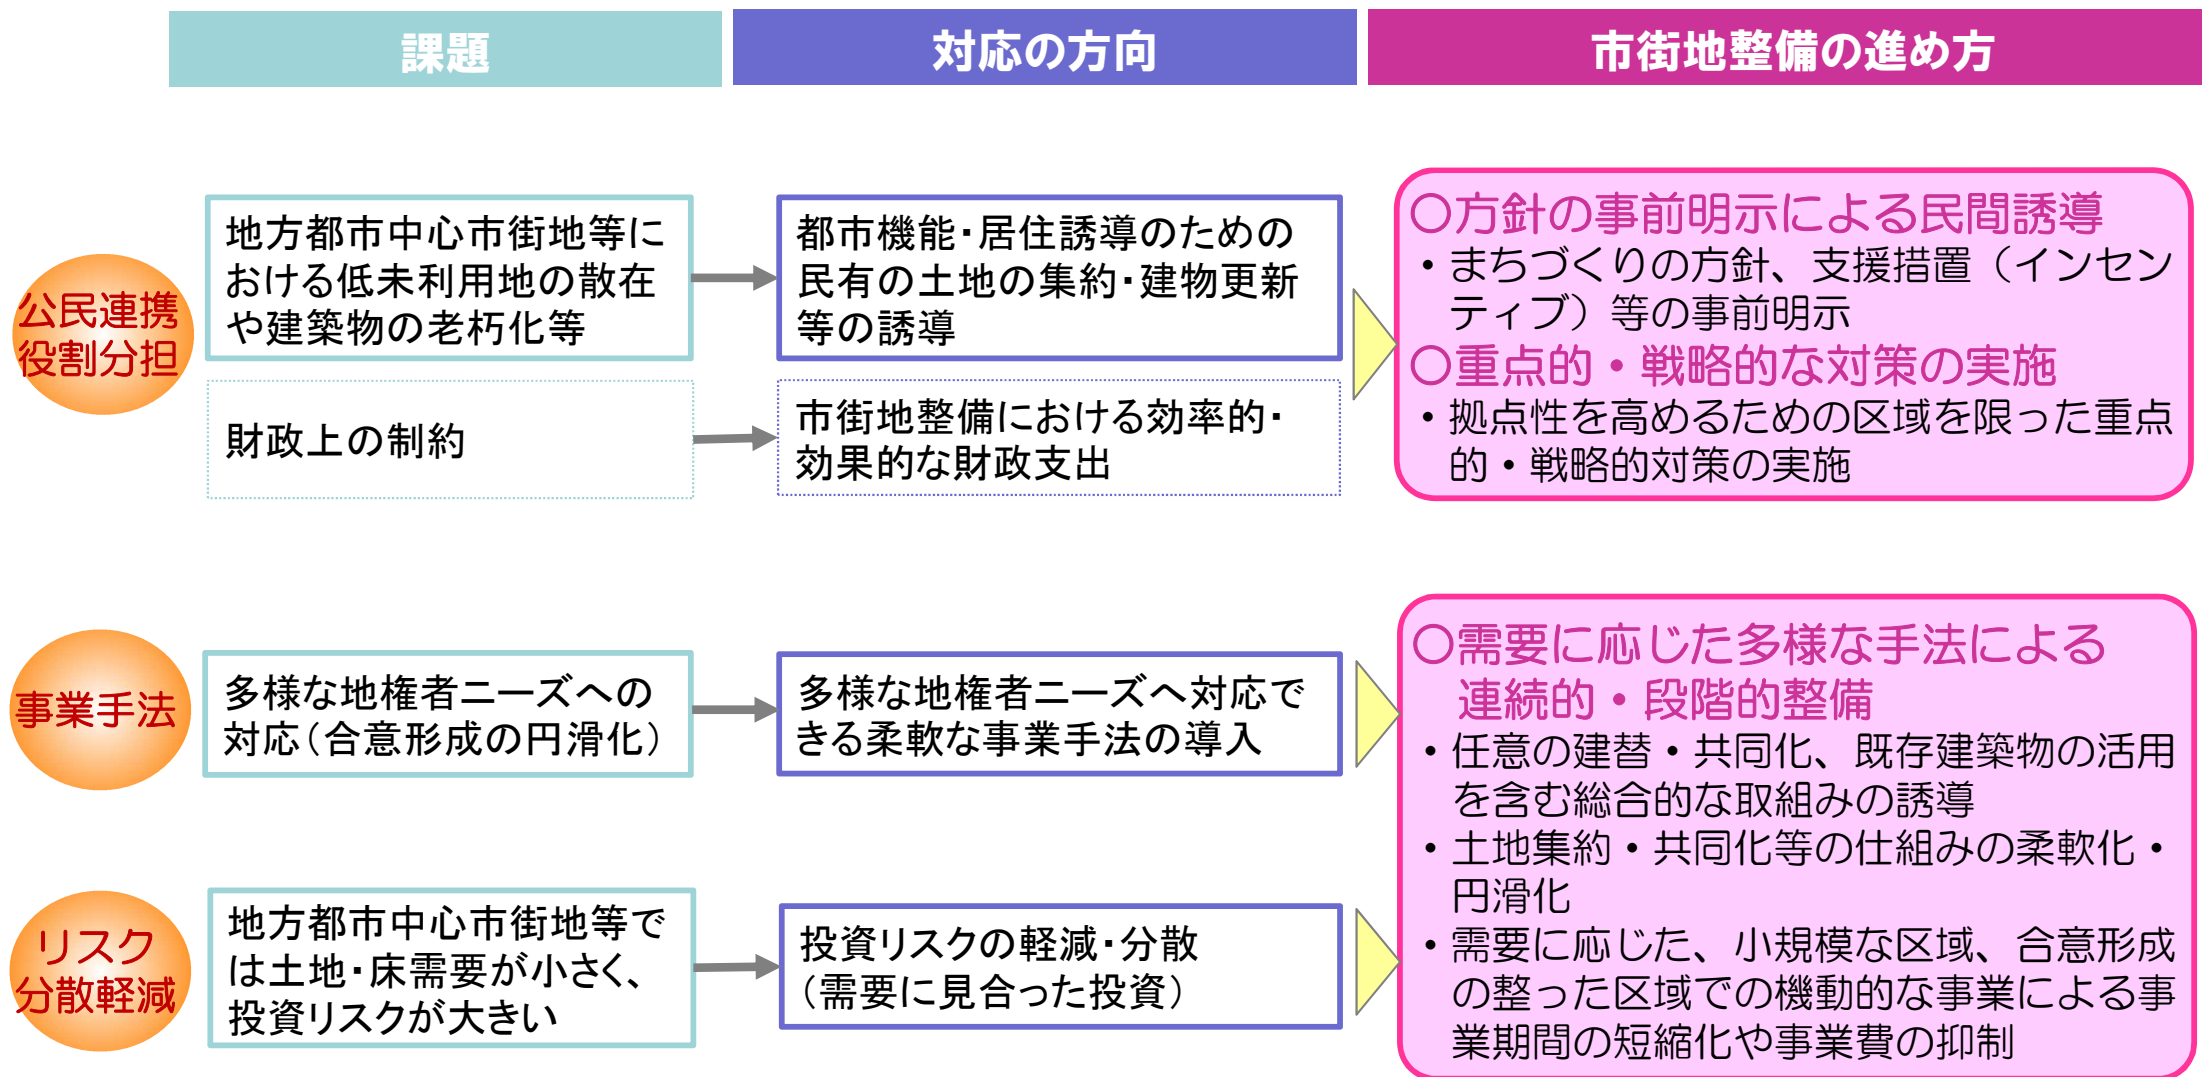 課題
対応の方向
市街地整備の進め方
公民連携
役割分担
地方都市中心市街地等に
おける低未利用地の散在
や建築物の老朽化等
都市機能・居住誘導のための
民有の土地の集約・建物更新
等の誘導
財政上の制約
市街地整備における効率的・
効果的な財政支出
〇方針の事前明示による民間誘導
・まちづくりの方針、支援措置（インセン
ティブ）等の事前明示
〇重点的・戦略的な対策の実施
・拠点性を高めるための区域を限った重点
的・戦略的対策の実施
事業手法
多様な地権者ニーズへの
対応（合意形成の円滑化）
多様な地権者ニーズへ対応で
きる柔軟な事業手法の導入
リスク
分散軽減
地方都市中心市街地等で
は土地・床需要が小さく、
投資リスクが大きい
投資リスクの軽減・分散
（需要に見合った投資）
〇需要に応じた多様な手法による
連続的・段階的整備
・任意の建替・共同化、既存建築物の活用
を含む総合的な取組みの誘導
・土地集約・共同化等の仕組みの柔軟化・
円滑化
・需要に応じた、小規模な区域、合意形成
の整った区域での機動的な事業による事
業期間の短縮化や事業費の抑制